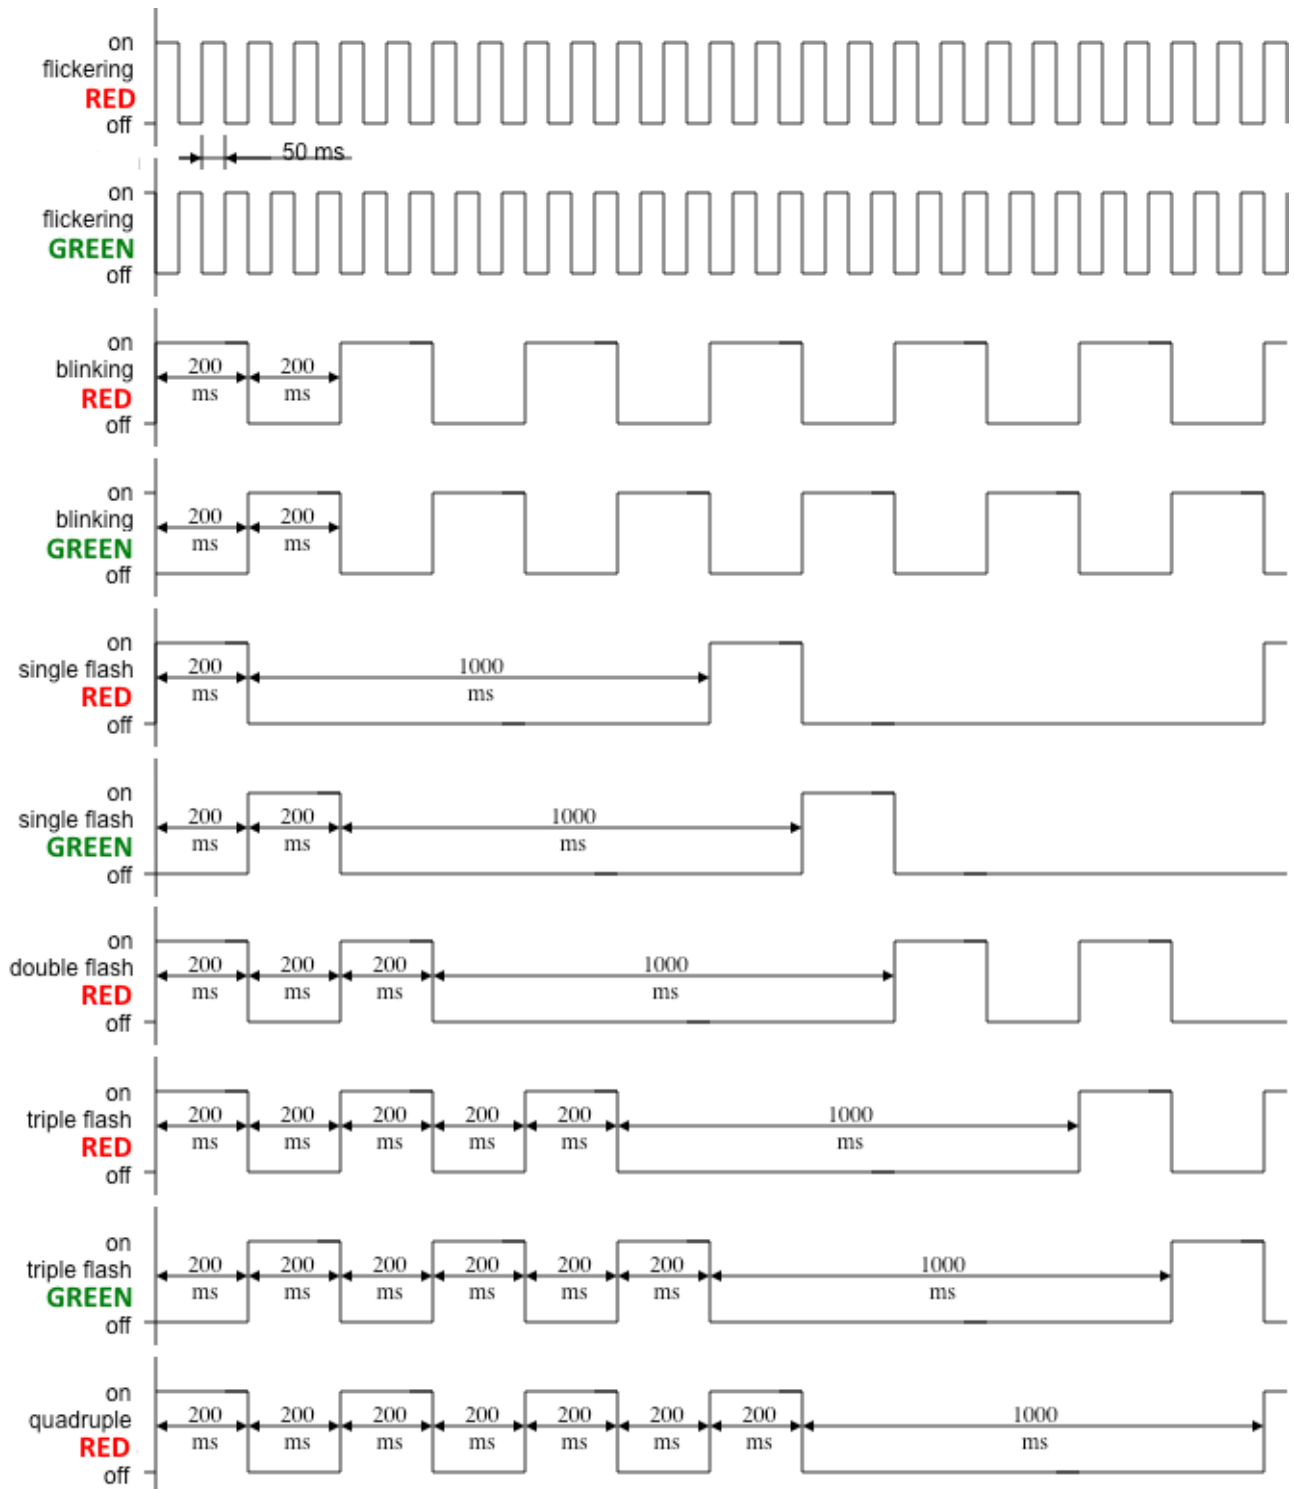 on
flickering
RED
off
50 ms
on
flickering
GREEN
off
on
blinking
RED
off
200 ms
200 ms
on
blinking
GREEN
off
200 ms
200 ms
on
single flash
RED
off
200 ms
1000 ms
on
single flash
GREEN
off
200 ms
200 ms
1000 ms
on
double flash
RED
off
200 ms
200 ms
200 ms
1000 ms
on
triple flash
RED
off
200 ms
200 ms
200 ms
200 ms
200 ms
1000 ms
on
triple flash
GREEN
off
200 ms
200 ms
200 ms
200 ms
200 ms
200 ms
1000 ms
on
quadruple
RED
off
200 ms
200 ms
200 ms
200 ms
200 ms
200 ms
200 ms
1000 ms